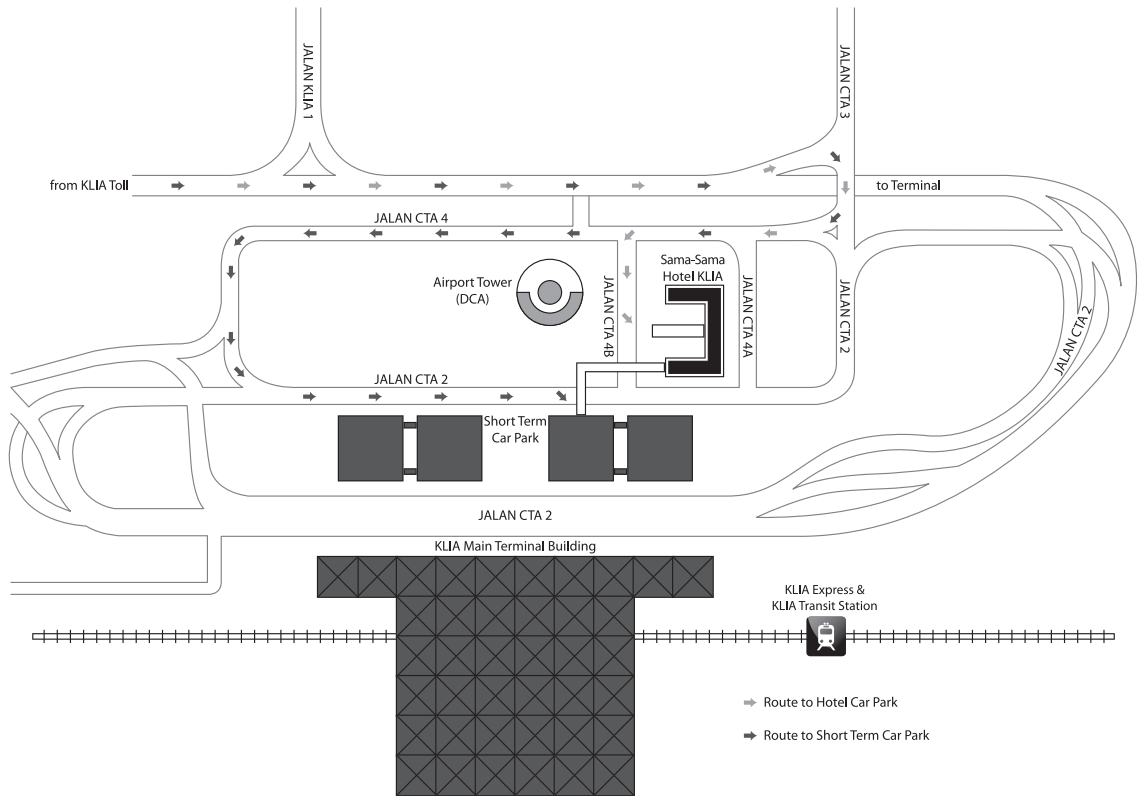 JALAN KLIA 1
JALAN CTA 3
from KLIA Toll
to Terminal
JALAN CTA 4
Sama-Sama
Hotel KLIA
Airport Tower
(DCA)
JALAN CTA 4B
JALAN CTA 4A
JALAN CTA 2
JALAN CTA 2
JALAN CTA 2
Short Term
Car Park
JALAN CTA 2
KLIA Main Terminal Building
KLIA Express &
KLIA Transit Station
Route to Hotel Car Park
Route to Short Term Car Park